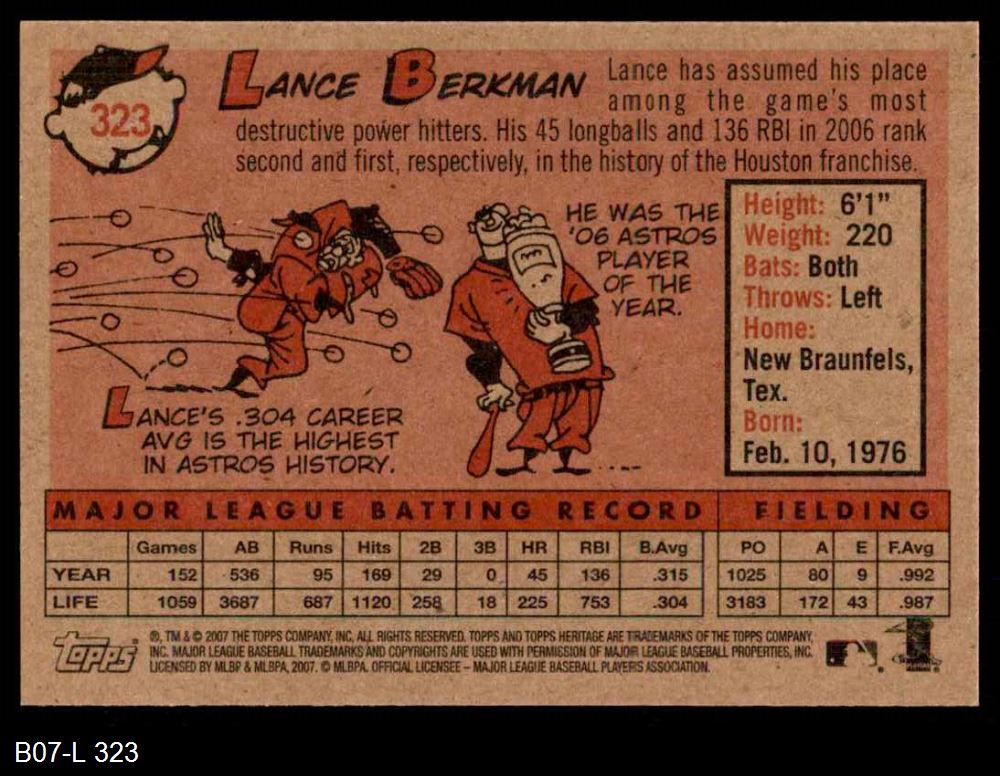 323
LANCE BERKMAN
Lance has assumed his place
among the game's most
destructive power hitters. His 45 longballs and 136 RBI in 2006 rank
second and first, respectively, in the history of the Houston franchise.
HE WAS THE
'06 ASTROS
PLAYER
OF THE
YEAR.
LANCE'S .304 CAREER
AVG IS THE HIGHEST
IN ASTROS HISTORY.
Height: 6'1"
Weight: 220
Bats: Both
Throws: Left
Home:
New Braunfels,
Tex.
Born:
Feb. 10, 1976
MAJOR LEAGUE BATTING RECORD FIELDING
Games AB Runs Hits 2B 3B HR RBI B.Avg PO A E F.Avg
YEAR 152 536 95 169 29 0 45 136 .315 1025 80 9 .992
LIFE 1059 3687 687 1120 258 18 225 753 .304 3183 172 43 .987
Topps
®, TM & © 2007 THE TOPPS COMPANY, INC. ALL RIGHTS RESERVED. TOPPS AND TOPPS HERITAGE ARE TRADEMARKS OF THE TOPPS COMPANY,
INC. MAJOR LEAGUE BASEBALL TRADEMARKS AND COPYRIGHTS ARE USED WITH PERMISSION OF MAJOR LEAGUE BASEBALL PROPERTIES, INC.
LICENSED BY MLBP & MLBPA, 2007. © MLBPA. OFFICIAL LICENSEE – MAJOR LEAGUE BASEBALL PLAYERS ASSOCIATION.
B07-L 323